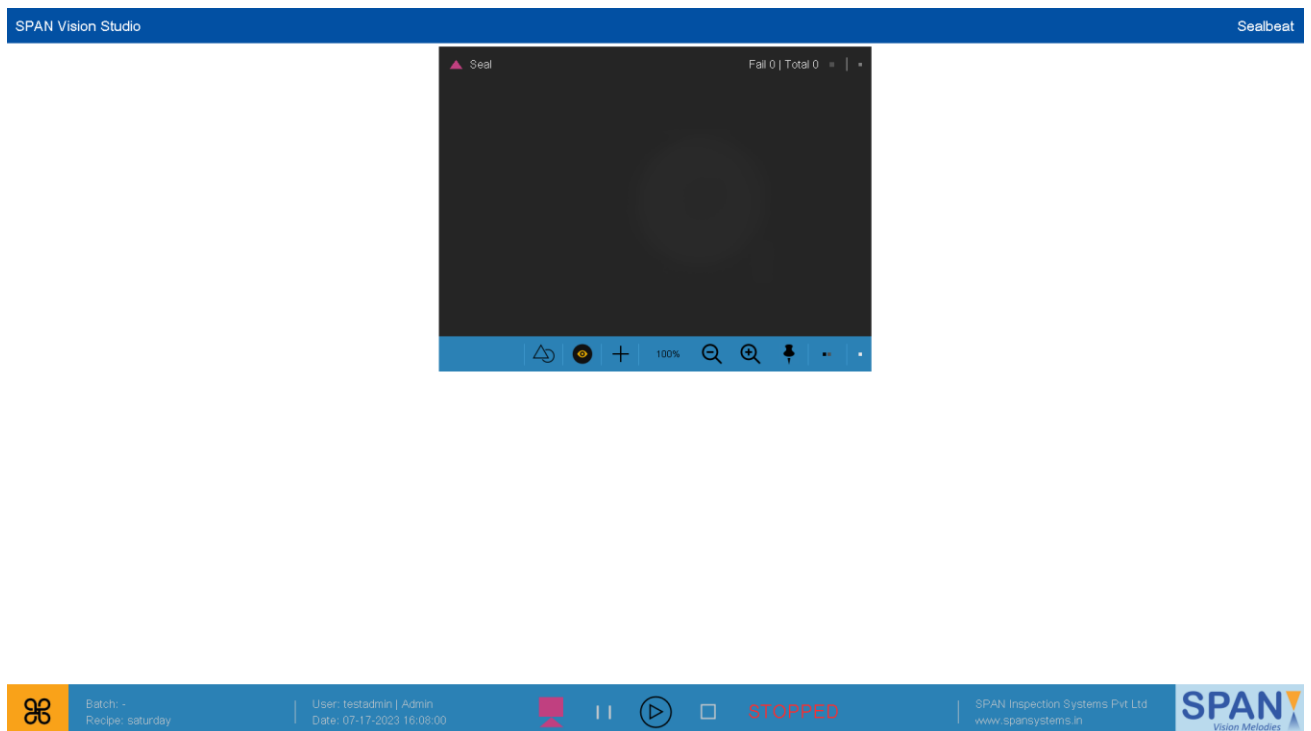 SPAN Vision Studio
Sealbeat
Seal
Fail 0 | Total 0
100%
Batch: -
Recipe: saturday
User: testadmin | Admin
Date: 07-17-2023 16:08:00
STOPPED
SPAN Inspection Systems Pvt Ltd
www.spansystems.in
SPAN
Vision Melodies